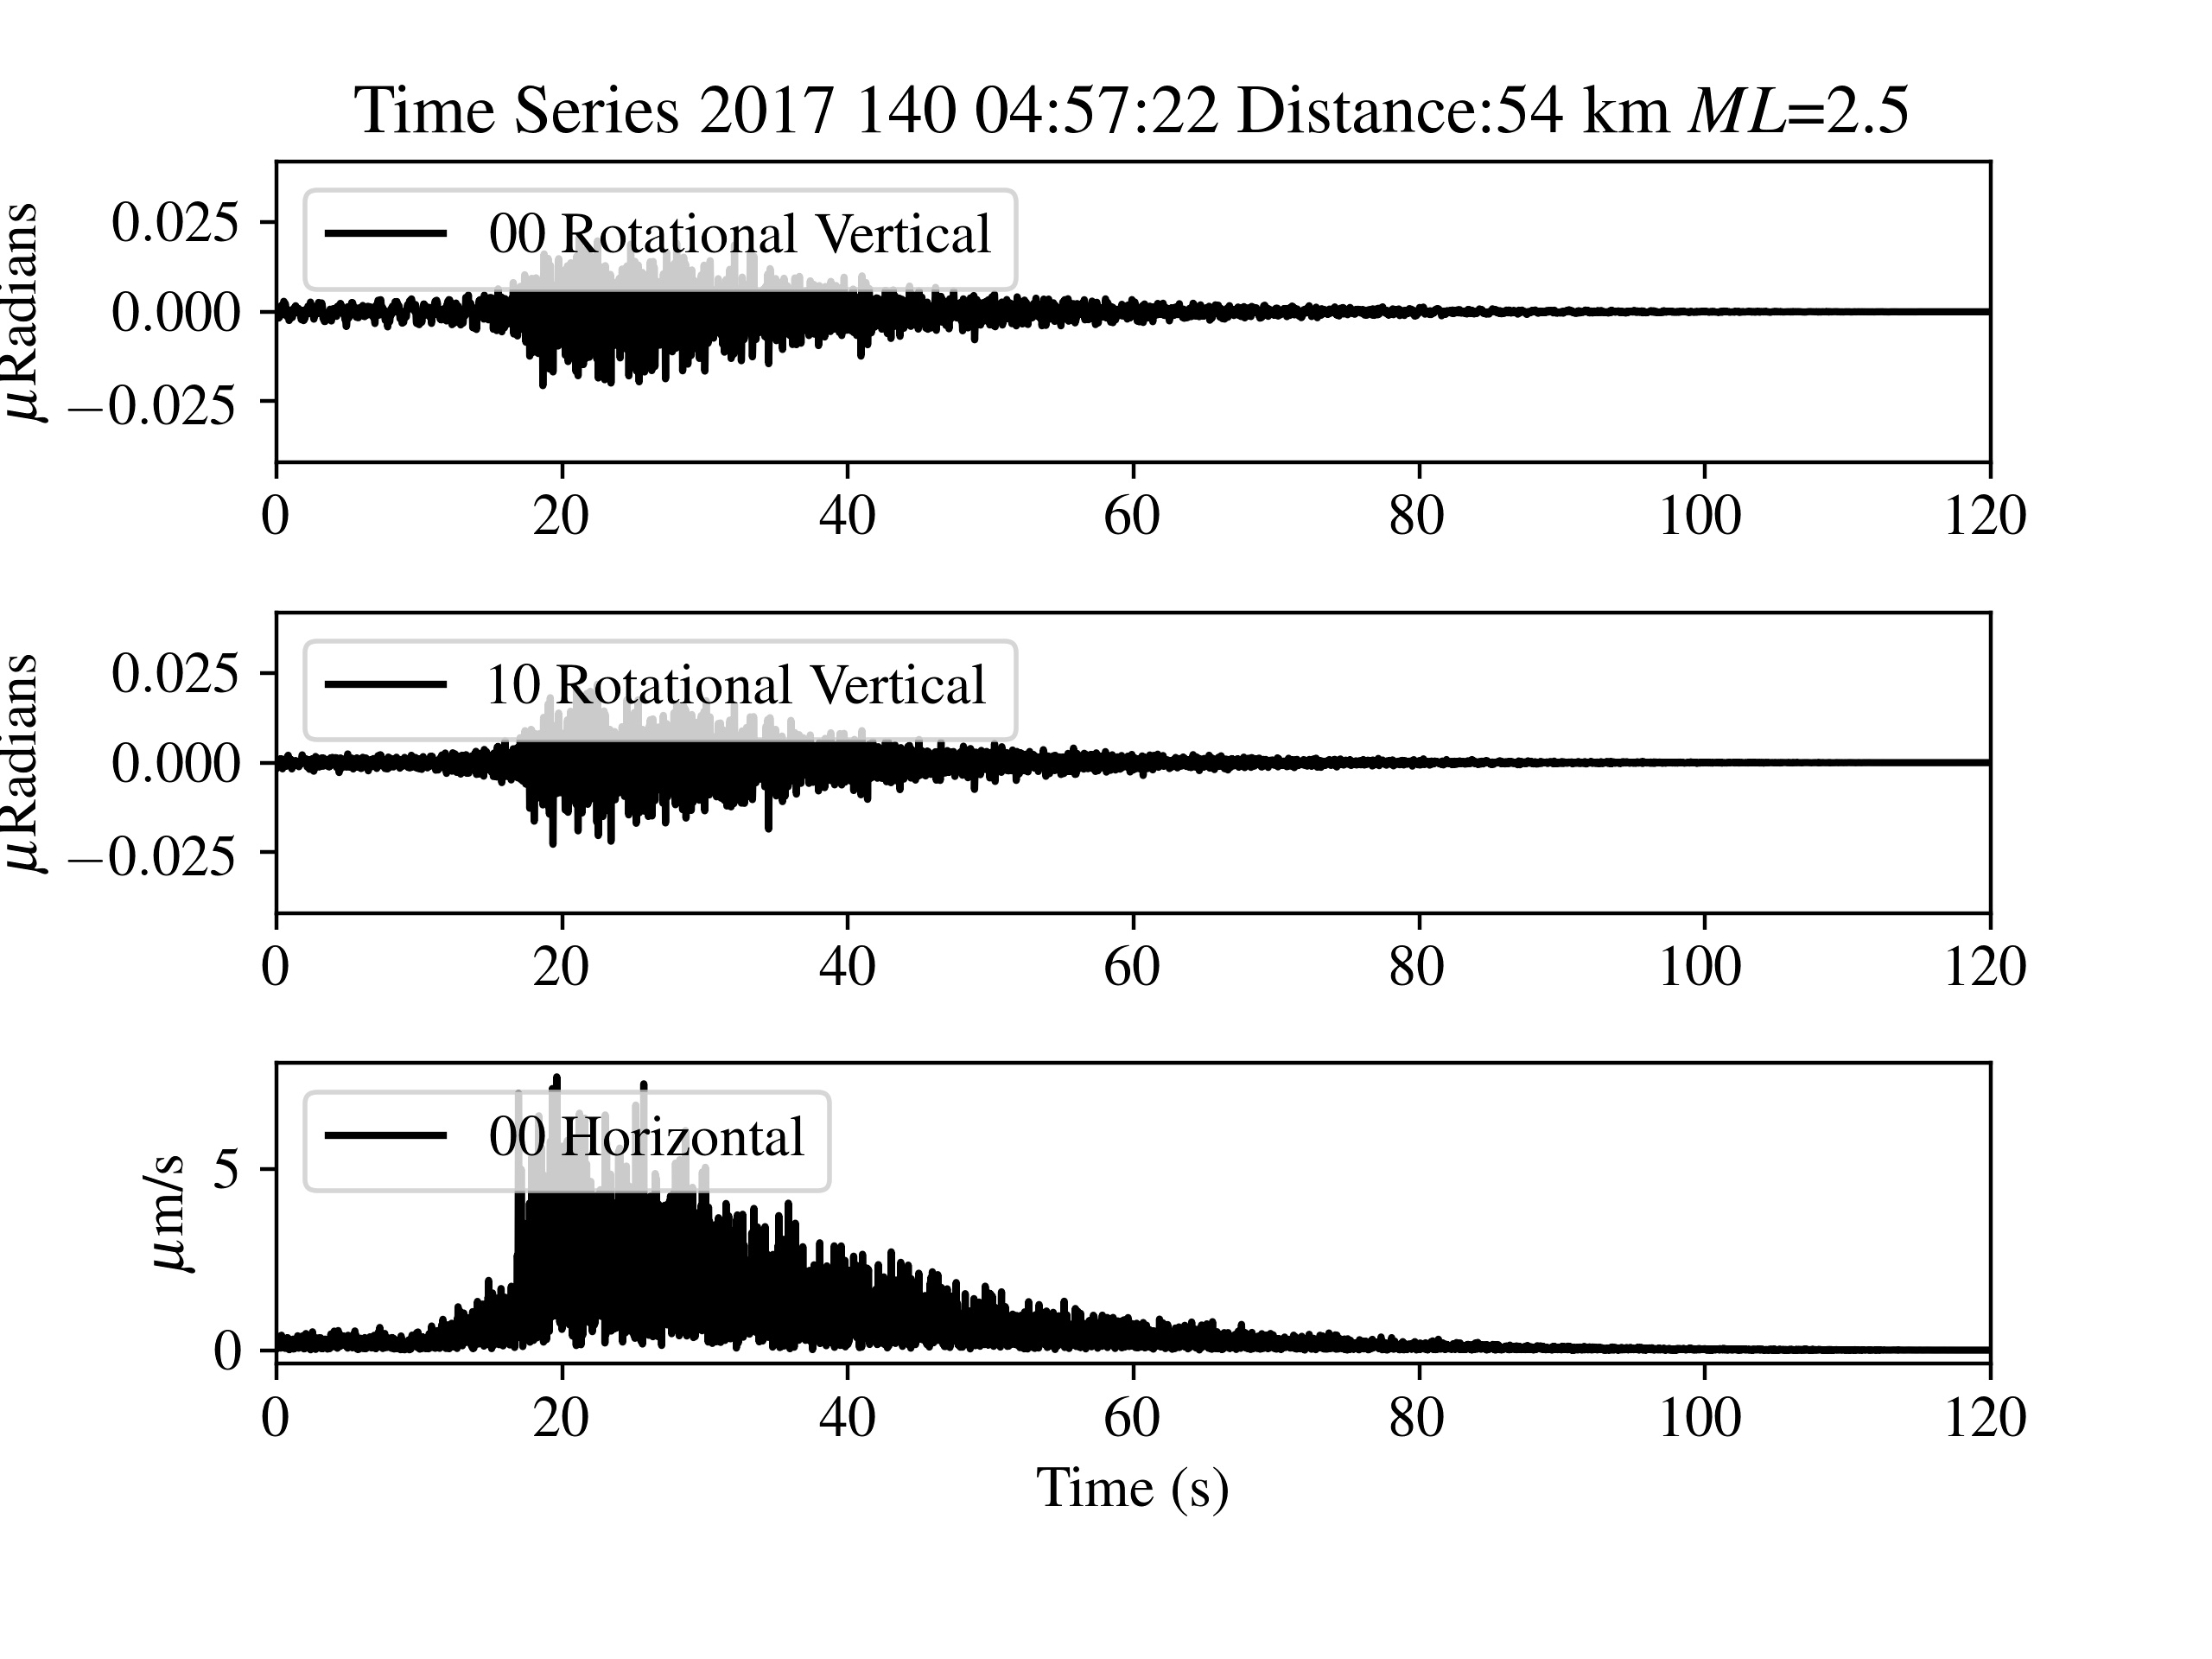 Time Series 2017 140 04:57:22 Distance:54 km ML=2.5
μRadians
0.025
0.000
−0.025
00 Rotational Vertical
0 20 40 60 80 100 120
μRadians
0.025
0.000
−0.025
10 Rotational Vertical
0 20 40 60 80 100 120
μm/s
5
0
00 Horizontal
0 20 40 60 80 100 120
Time (s)